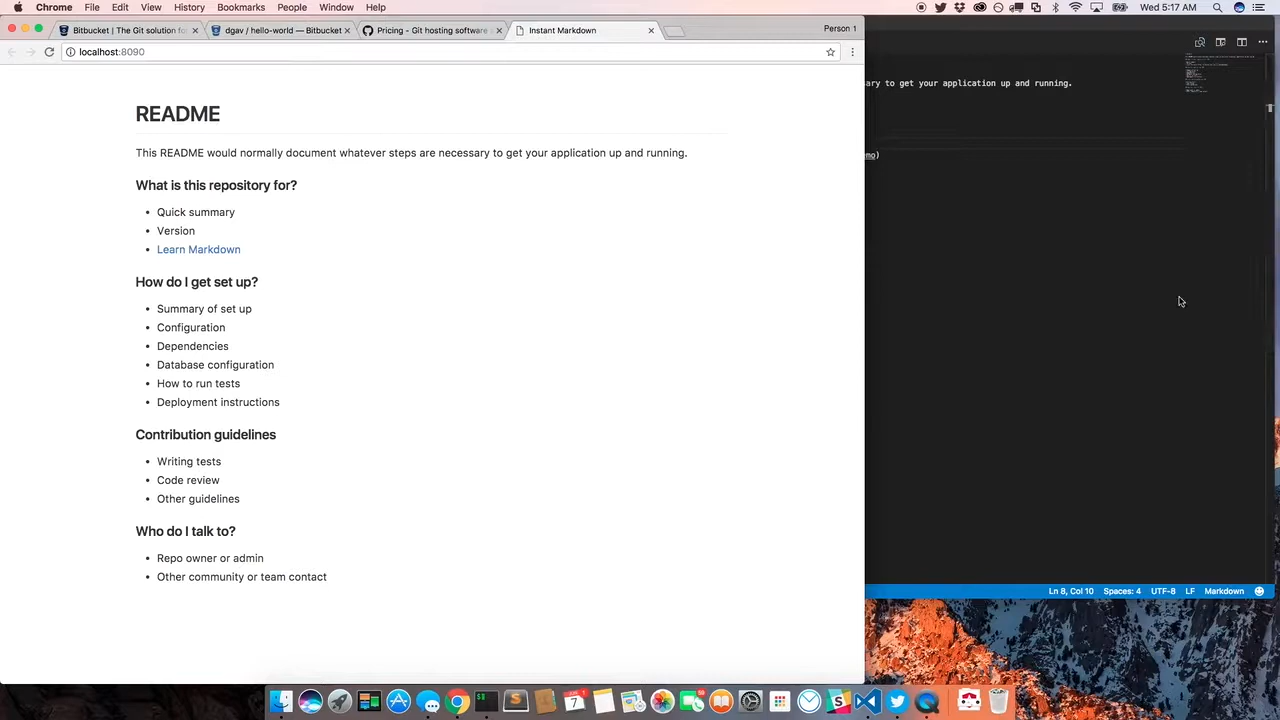 Chrome File Edit View History Bookmarks People Window Help Wed 5:17 AM
Bitbucket | The Git solution fo dgav / hello-world — Bitbucket Pricing - Git hosting software Instant Markdown Person 1
localhost:8090
README
This README would normally document whatever steps are necessary to get your application up and running.
What is this repository for?
• Quick summary
• Version
• Learn Markdown
How do I get set up?
• Summary of set up
• Configuration
• Dependencies
• Database configuration
• How to run tests
• Deployment instructions
Contribution guidelines
• Writing tests
• Code review
• Other guidelines
Who do I talk to?
• Repo owner or admin
• Other community or team contact
ary to get your application up and running.
mo)
Ln 8, Col 10 Spaces: 4 UTF-8 LF Markdown